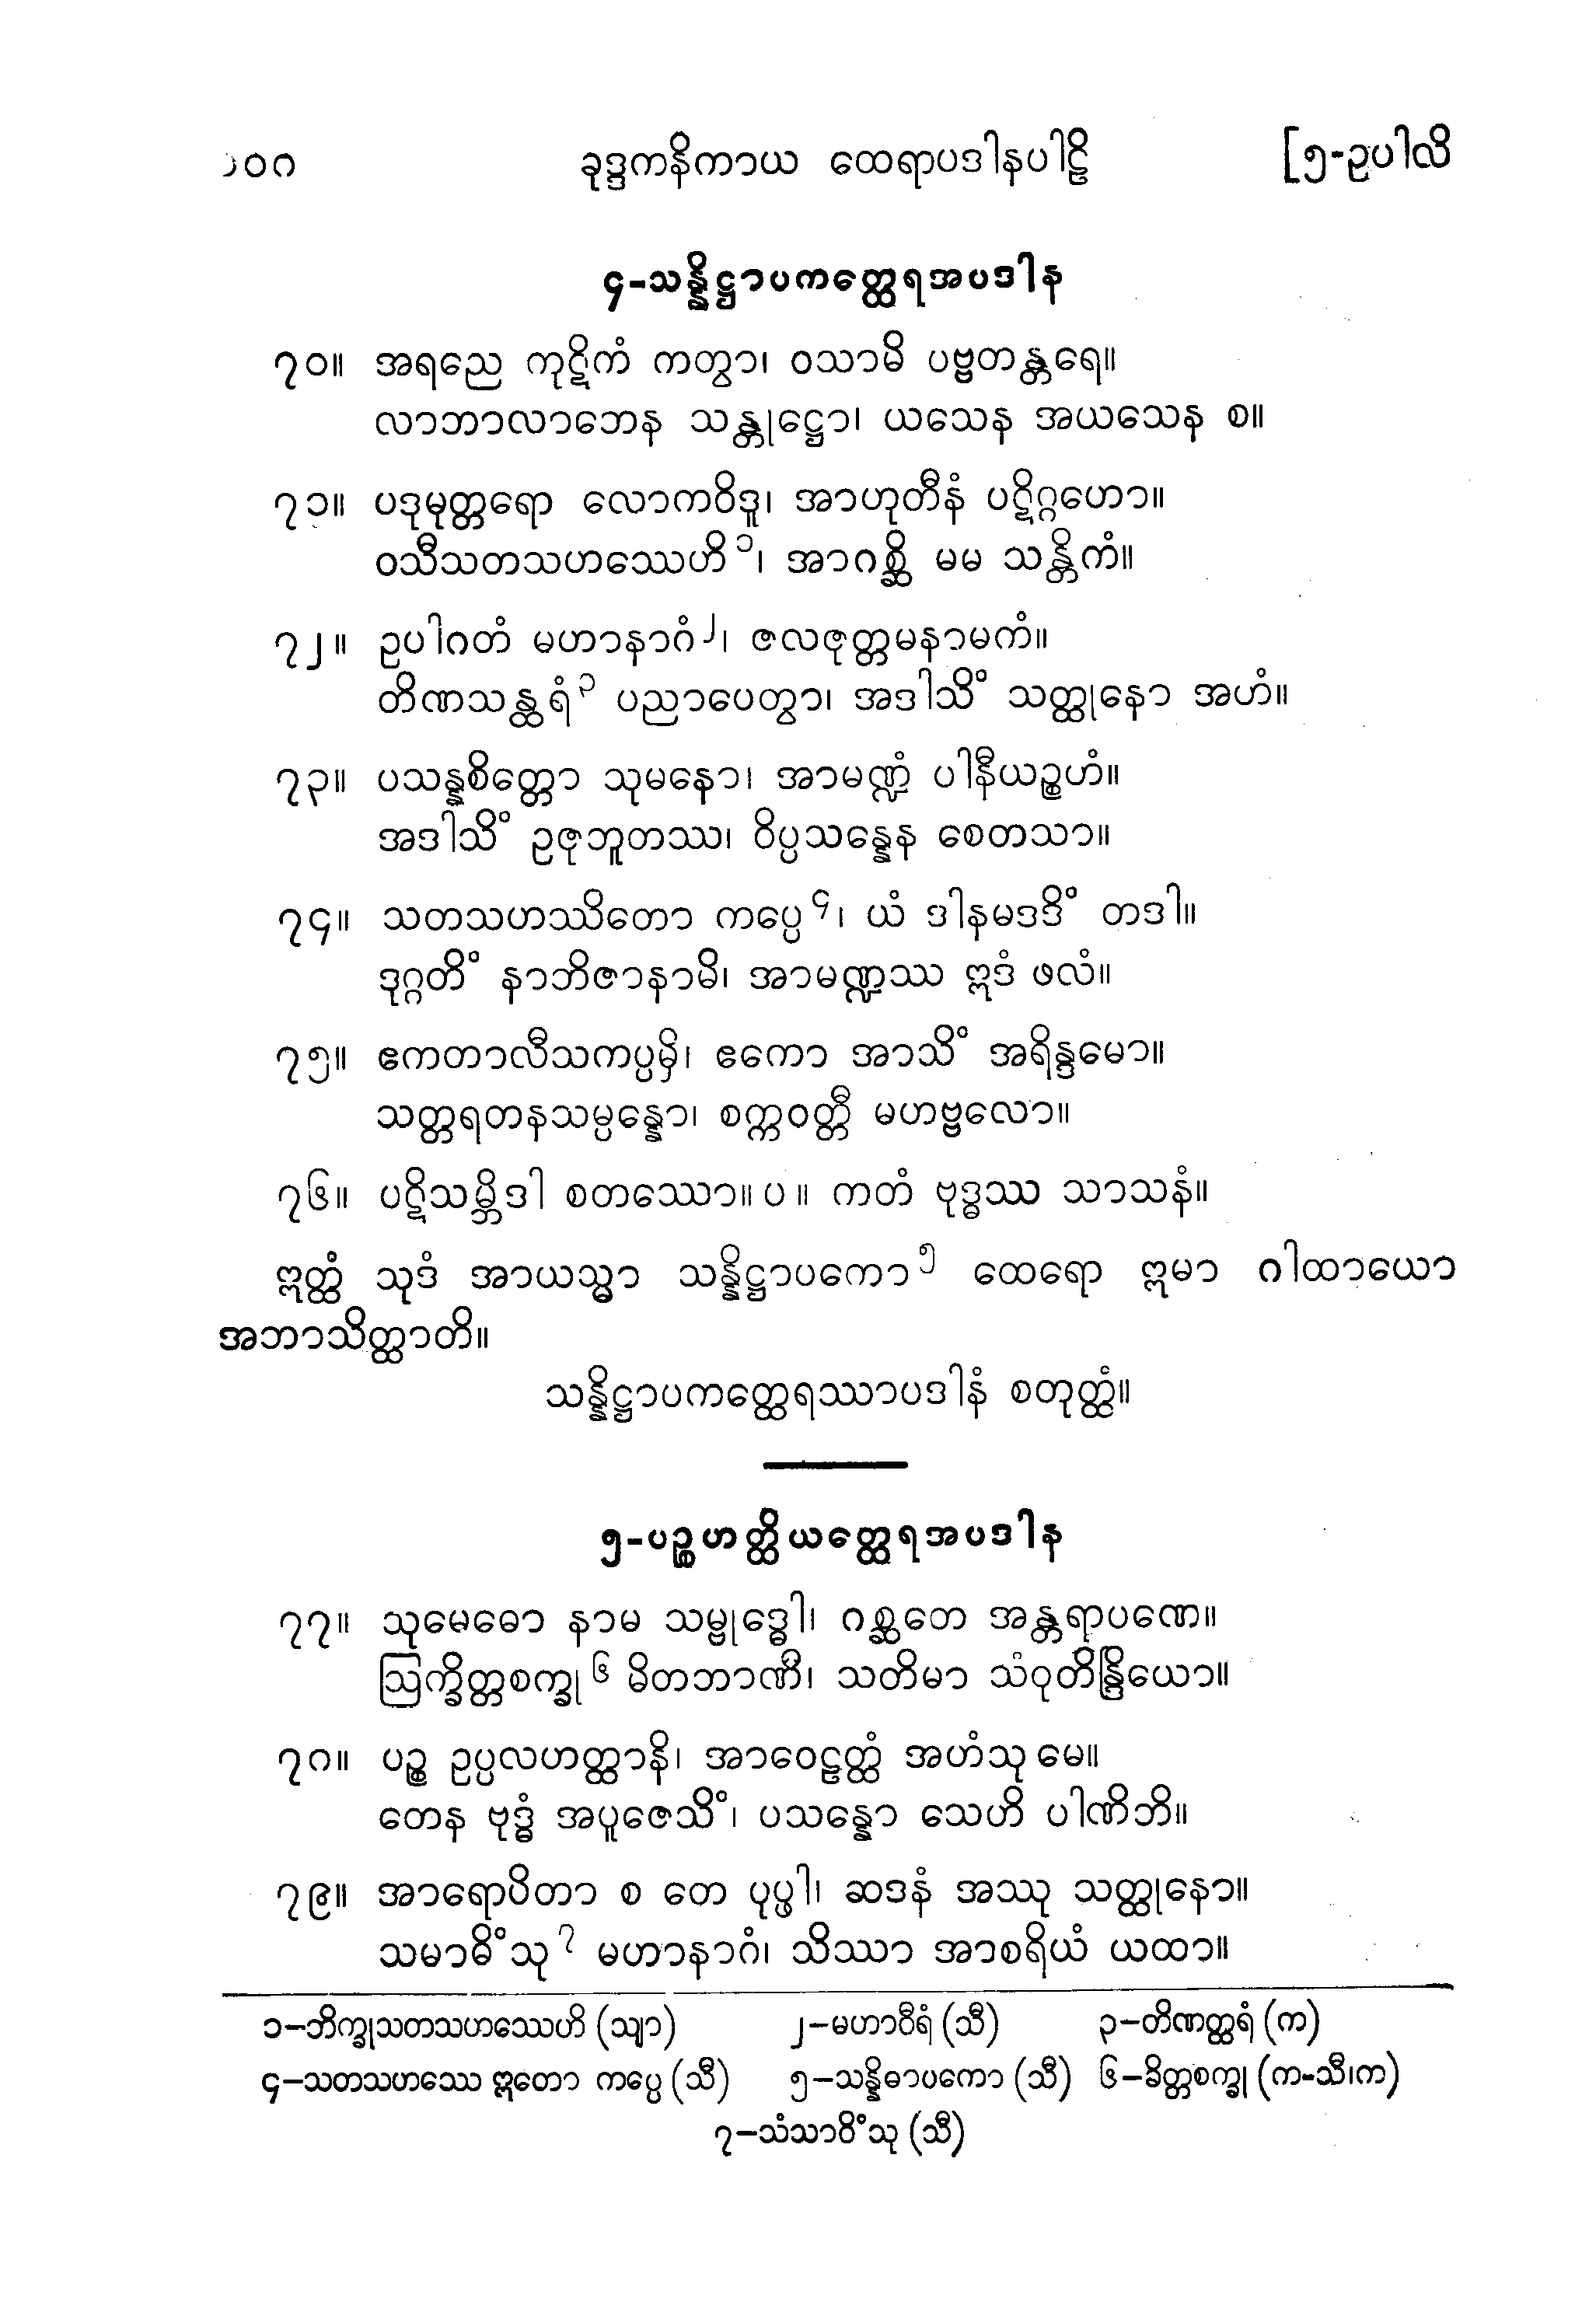 ၁၀၈ ခုဒ္ဒကနိကာယ ထေရာပဒါနပါဠိ [၅-ဥပါလိ
၄-သန္နိဋ္ဌာပကတ္ထေရအပဒါန
၇၀။ အရညေ ကုဋိကံ ကတွာ၊ ဝသာမိ ပဗ္ဗတန္တရေ။
လာဘာလာဘေန သန္တုဋ္ဌော၊ ယသေန အယသေန စ။
၇၁။ ပဒုမုတ္တရော လောကဝိဒူ၊ အာဟုတီနံ ပဋိဂ္ဂဟော။
ဝသီသတသဟဿေဟိ ၁၊ အာဂစ္ဆိ မမ သန္တိကံ။
၇၂။ ဥပါဂတံ မဟာနာဂံ ၂၊ ဇလဇုတ္တမနာမကံ။
တိဏသန္ထရံ ၃ ပညာပေတွာ၊ အဒါသိံ သတ္ထုနော အဟံ။
၇၃။ ပသန္နစိတ္တော သုမနော၊ အာမဏ္ဍံ ပါနီယဉ္စဟံ။
အဒါသိံ ဥဇုဘူတဿ၊ ဝိပ္ပသန္နေန စေတသာ။
၇၄။ သတသဟဿိတော ကပ္ပေ ၄၊ ယံ ဒါနမဒဒိံ တဒါ။
ဒုဂ္ဂတိံ နာဘိဇာနာမိ၊ အာမဏ္ဍဿ ဣဒံ ဖလံ။
၇၅။ ဧကတာလီသကပ္ပမှိ၊ ဧကော အာသိံ အရိန္ဒမော။
သတ္တရတနသမ္ပန္နော၊ စက္ကဝတ္တီ မဟဗ္ဗလော။
၇၆။ ပဋိသမ္ဘိဒါ စတဿော။ ပ ။ ကတံ ဗုဒ္ဓဿ သာသနံ။
ဣတ္ထံ သုဒံ အာယသ္မာ သန္နိဋ္ဌာပကော ၅ ထေရော ဣမာ ဂါထာယော
အဘာသိတ္ထာတိ။
သန္နိဋ္ဌာပကတ္ထေရဿာပဒါနံ စတုတ္ထံ။
၅-ပဉ္စဟတ္ထိယတ္ထေရအပဒါန
၇၇။ သုမေဓော နာမ သမ္ဗုဒ္ဓေါ၊ ဂစ္ဆတေ အန္တရာပဏေ။
ဩက္ခိတ္တစက္ခု ၆ မိတဘာဏီ၊ သတိမာ သံဝုတိန္ဒြိယော။
၇၈။ ပဉ္စ ဥပ္ပလဟတ္ထာနိ၊ အာဝေဠတ္ထံ အဟံသု မေ။
တေန ဗုဒ္ဓံ အပူဇေသိံ၊ ပသန္နော သေဟိ ပါဏိဘိ။
၇၉။ အာရောပိတာ စ တေ ပုပ္ဖါ၊ ဆဒနံ အဿု သတ္ထုနော။
သမာဓိံသု ၇ မဟာနာဂံ၊ သိဿာ အာစရိယံ ယထာ။
၁-ဘိက္ခုသတသဟဿေဟိ (သျာ) ၂-မဟာဝီရံ (သီ) ၃-တိဏတ္ထရံ (က)
၄-သတသဟဿေ ဣတော ကပ္ပေ (သီ) ၅-သန္နိဓာပကော (သီ) ၆-ခိတ္တစက္ခု (က-သီ၊က)
၇-သံသာဝိံသု (သီ)